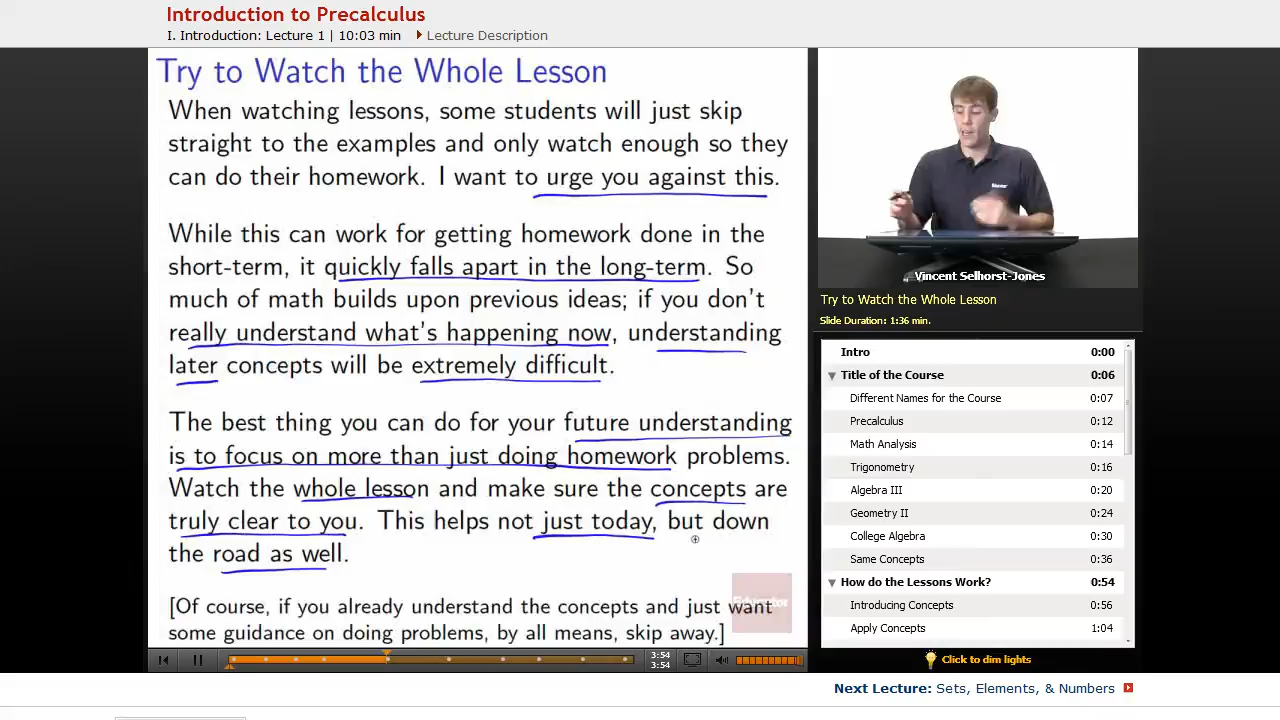 Introduction to Precalculus
I. Introduction: Lecture 1 | 10:03 min
Lecture Description
Try to Watch the Whole Lesson
When watching lessons, some students will just skip
straight to the examples and only watch enough so they
can do their homework. I want to urge you against this.
While this can work for getting homework done in the
short-term, it quickly falls apart in the long-term. So
much of math builds upon previous ideas; if you don't
really understand what's happening now, understanding
later concepts will be extremely difficult.
The best thing you can do for your future understanding
is to focus on more than just doing homework problems.
Watch the whole lesson and make sure the concepts are
truly clear to you. This helps not just today, but down
the road as well.
[Of course, if you already understand the concepts and just want
some guidance on doing problems, by all means, skip away.]
Educator
3:54
3:54
Vincent Selhorst-Jones
Try to Watch the Whole Lesson
Slide Duration: 1:36 min.
Intro 0:00
Title of the Course 0:06
Different Names for the Course 0:07
Precalculus 0:12
Math Analysis 0:14
Trigonometry 0:16
Algebra III 0:20
Geometry II 0:24
College Algebra 0:30
Same Concepts 0:36
How do the Lessons Work? 0:54
Introducing Concepts 0:56
Apply Concepts 1:04
Click to dim lights
Next Lecture: Sets, Elements, & Numbers